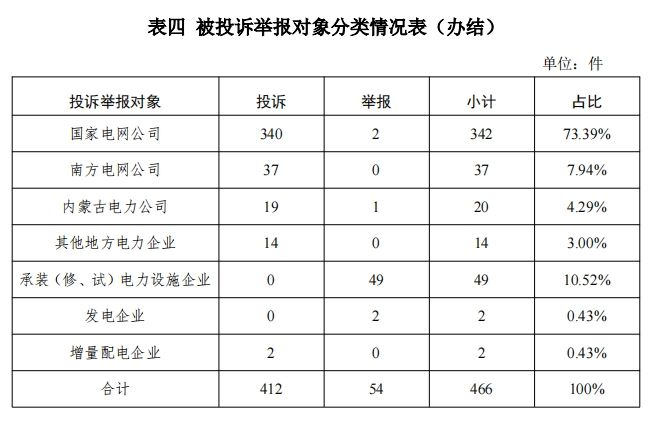 表四 被投诉举报对象分类情况表（办结）
单位：件
投诉举报对象 投诉 举报 小计 占比
国家电网公司 340 2 342 73.39%
南方电网公司 37 0 37 7.94%
内蒙古电力公司 19 1 20 4.29%
其他地方电力企业 14 0 14 3.00%
承装（修、试）电力设施企业 0 49 49 10.52%
发电企业 0 2 2 0.43%
增量配电企业 2 0 2 0.43%
合计 412 54 466 100%